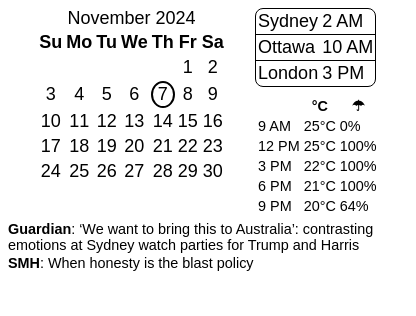 November 2024
Su Mo Tu We Th Fr Sa
1 2
3 4 5 6 7 8 9
10 11 12 13 14 15 16
17 18 19 20 21 22 23
24 25 26 27 28 29 30
Sydney 2 AM
Ottawa 10 AM
London 3 PM
°C ☂
9 AM 25°C 0%
12 PM 25°C 100%
3 PM 22°C 100%
6 PM 21°C 100%
9 PM 20°C 64%
Guardian: ‘We want to bring this to Australia’: contrasting
emotions at Sydney watch parties for Trump and Harris
SMH: When honesty is the blast policy